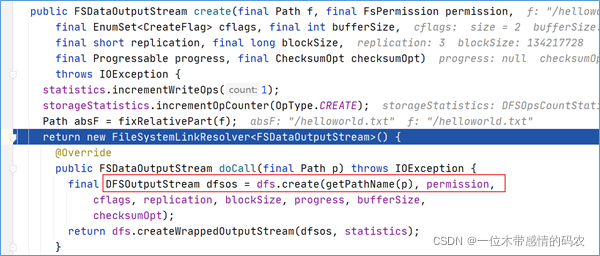 public FSDataOutputStream create(final Path f, final FsPermission permission, f: "/hellowo
final EnumSet<CreateFlag> cflags, final int bufferSize, cflags: size = 2 bufferSize
final short replication, final long blockSize, replication: 3 blockSize: 134217728
final Progressable progress, final ChecksumOpt checksumOpt) progress: null checksumOpt
throws IOException {
statistics.incrementWriteOps( count: 1);
storageStatistics.incrementOpCounter(OpType.CREATE); storageStatistics: DFSOpsCountStati
Path absF = fixRelativePart(f); absF: "/helloworld.txt" f: "/helloworld.txt"
return new FileSystemLinkResolver<FSDataOutputStream>() {
@Override
public FSDataOutputStream doCall(final Path p) throws IOException {
final DFSOutputStream dfsos = dfs.create(getPathName(p), permission,
cflags, replication, blockSize, progress, bufferSize,
checksumOpt);
return dfs.createWrappedOutputStream(dfsos, statistics);
}
CSDN @一位木带感情的码农